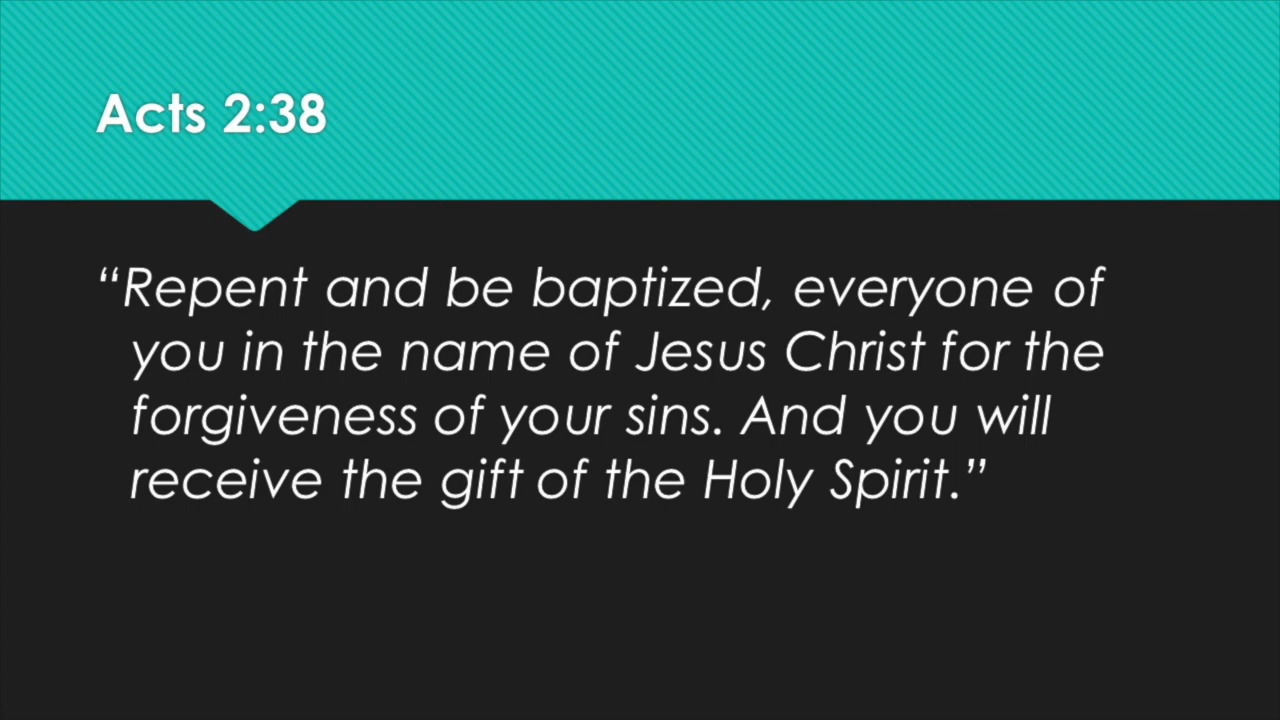 Acts 2:38
“Repent and be baptized, everyone of
you in the name of Jesus Christ for the
forgiveness of your sins. And you will
receive the gift of the Holy Spirit.”